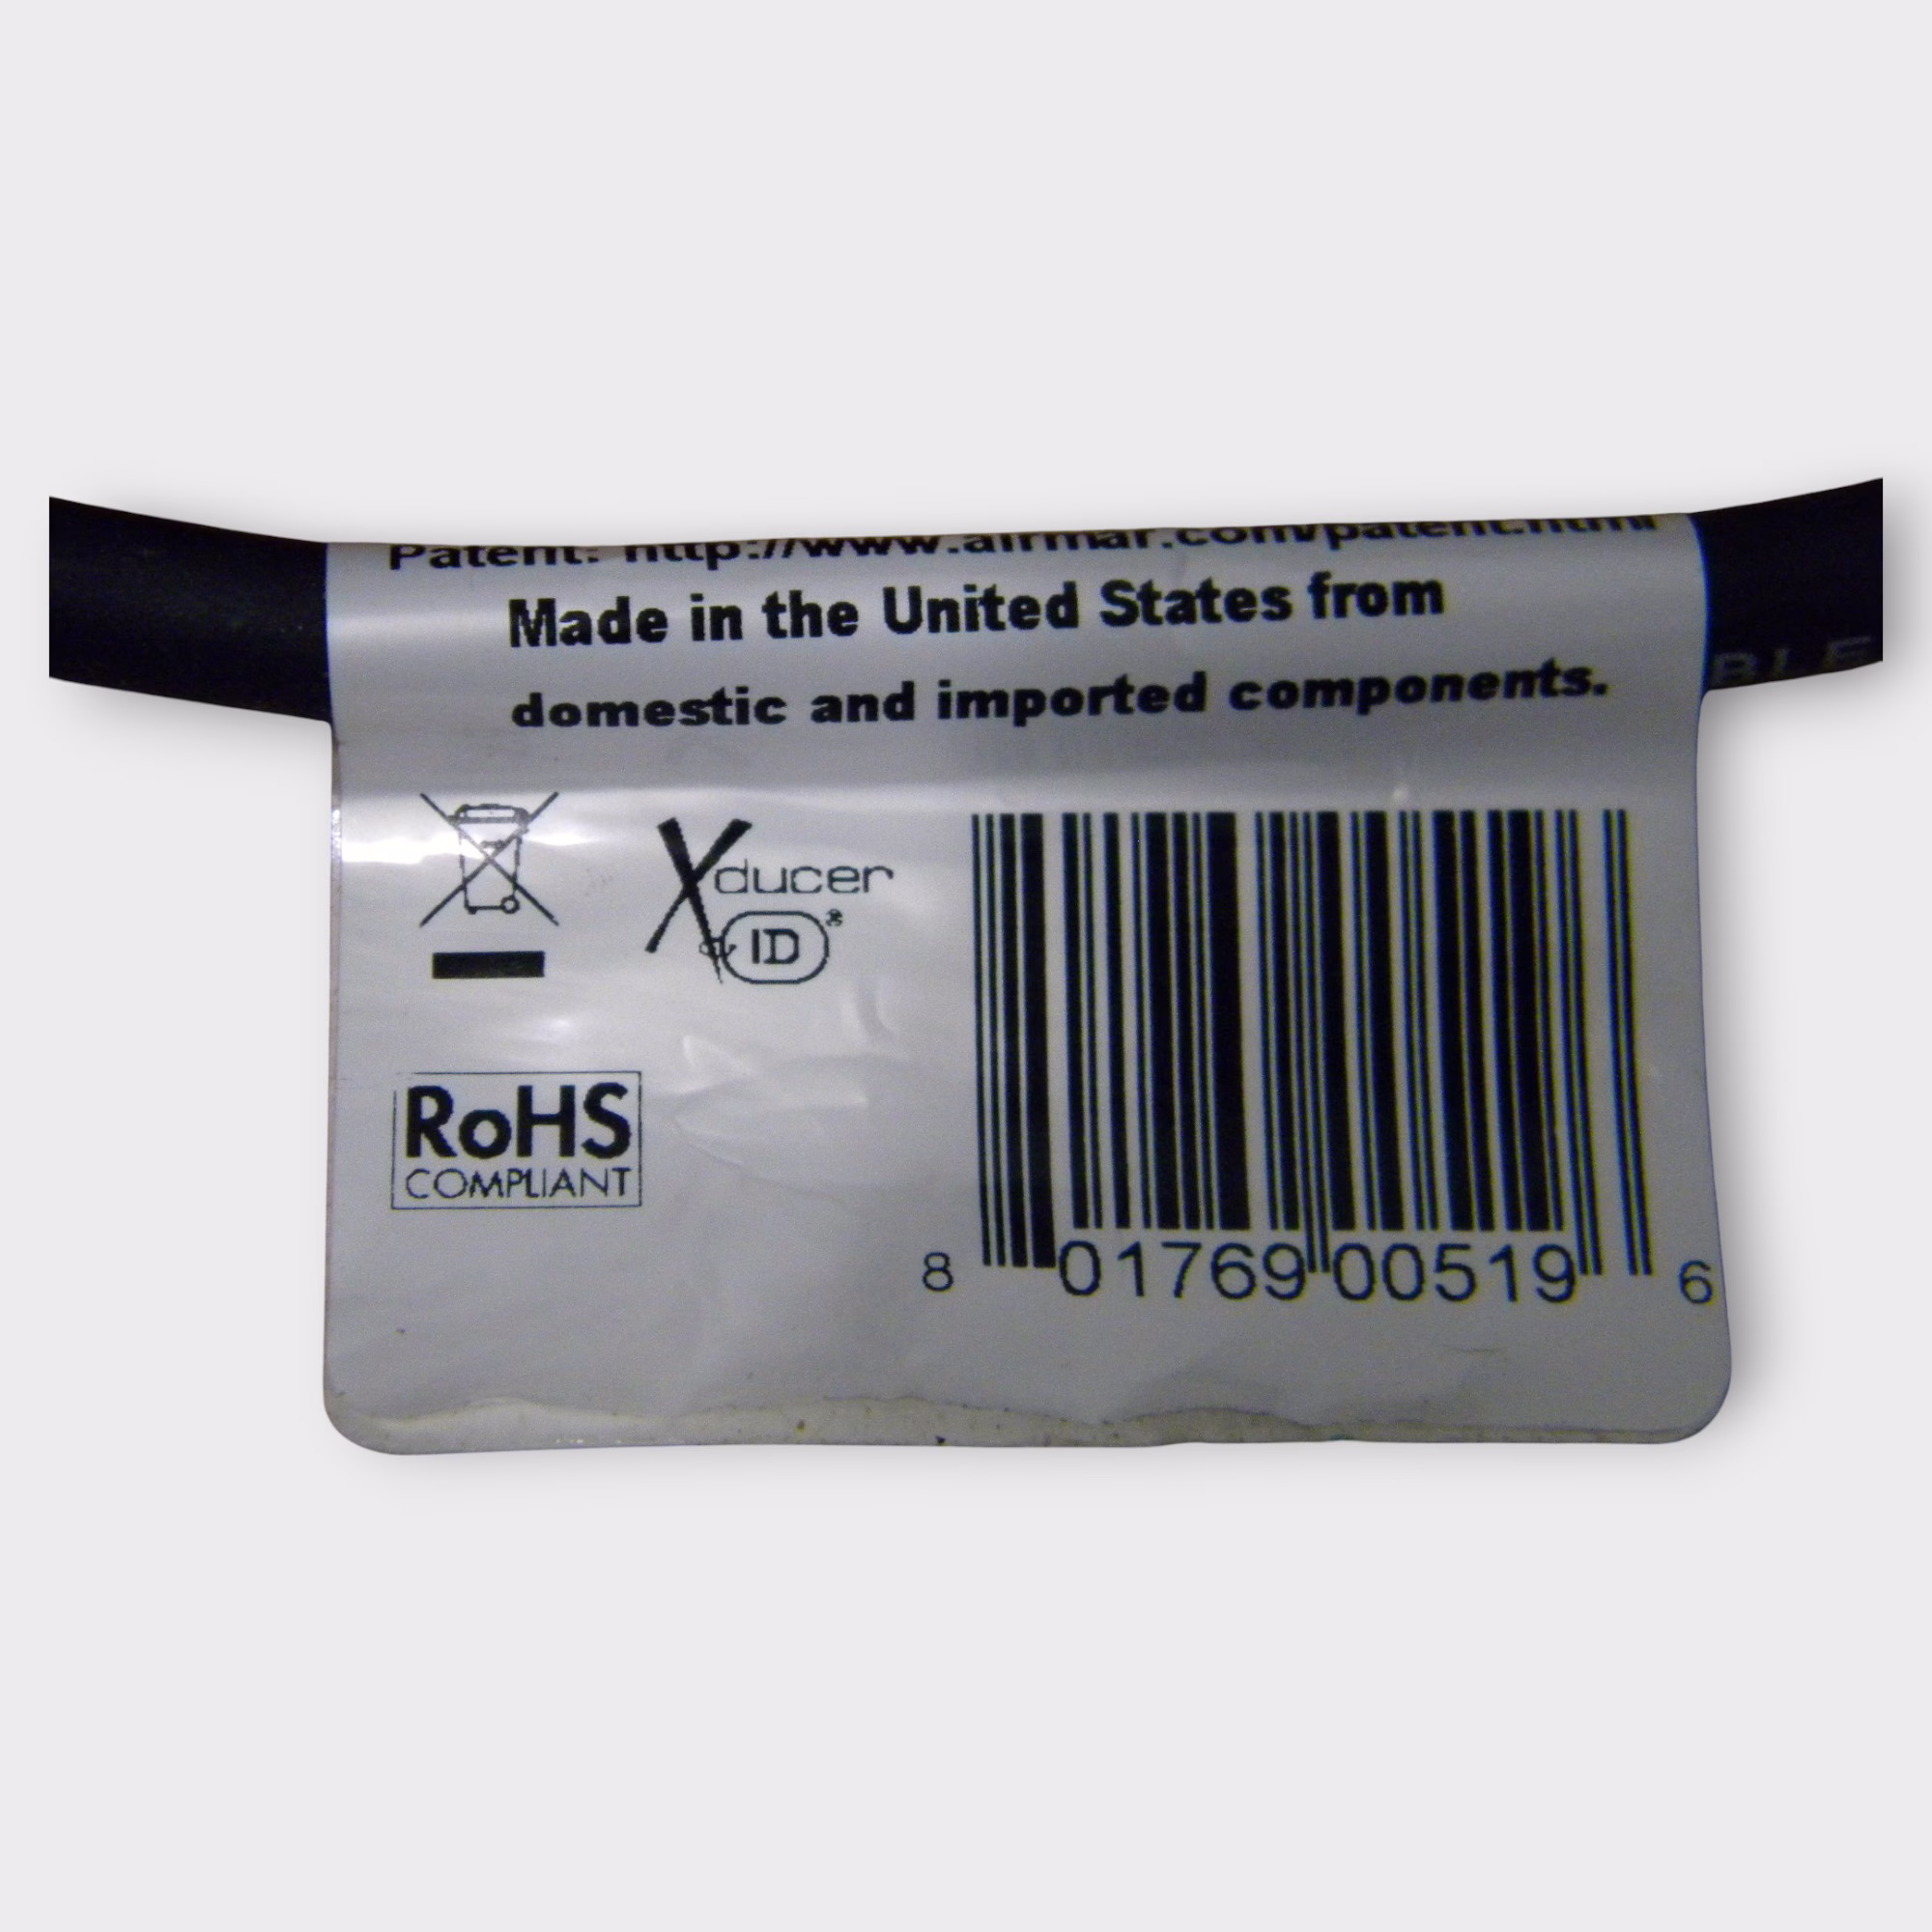 Patent: http://www.airmar.com/patent.html
Made in the United States from
domestic and imported components.
Xducer
ID®
RoHS
COMPLIANT
8 01769 00519 6
BLE